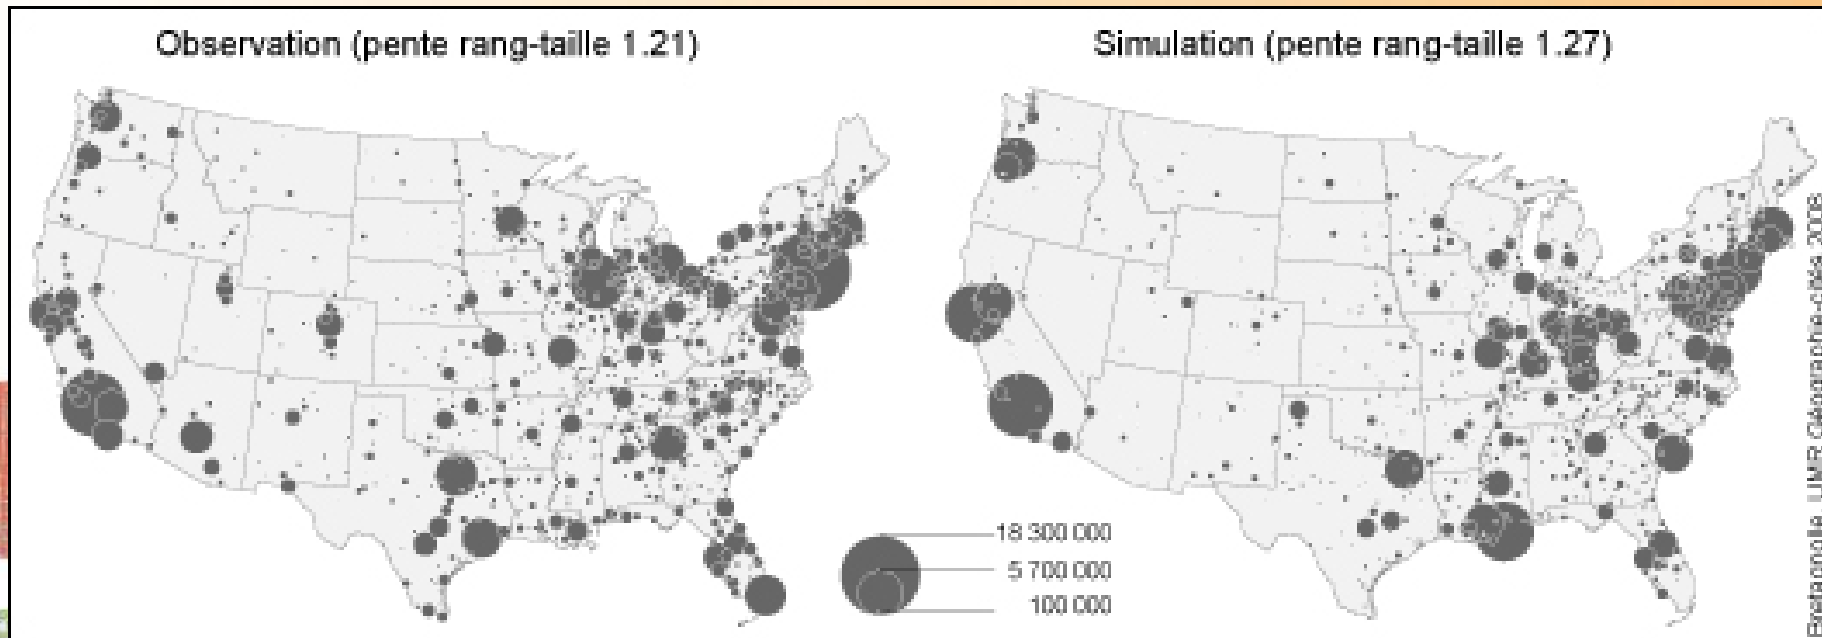 Observation (pente rang-taille 1.21)
Simulation (pente rang-taille 1.27)
18 300 000
5 700 000
100 000
Bretagnolle, UMR Géographie-cités 2008